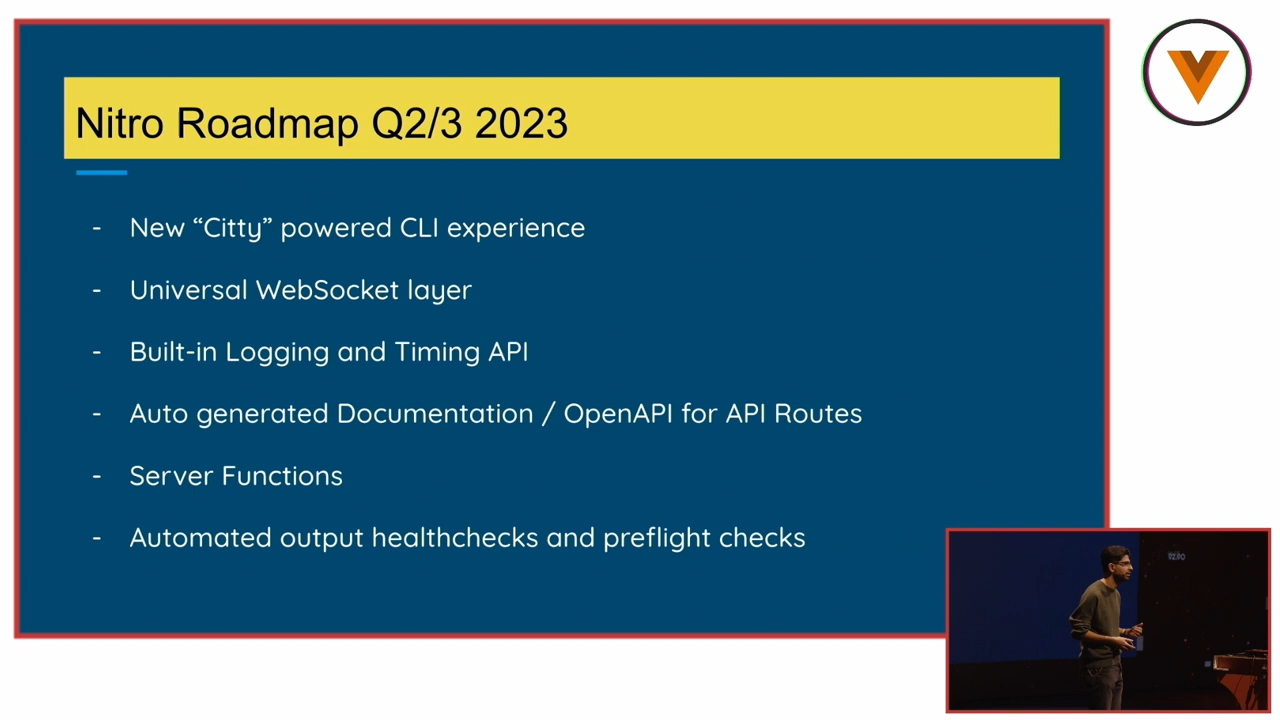 Nitro Roadmap Q2/3 2023
- New “Citty” powered CLI experience
- Universal WebSocket layer
- Built-in Logging and Timing API
- Auto generated Documentation / OpenAPI for API Routes
- Server Functions
- Automated output healthchecks and preflight checks